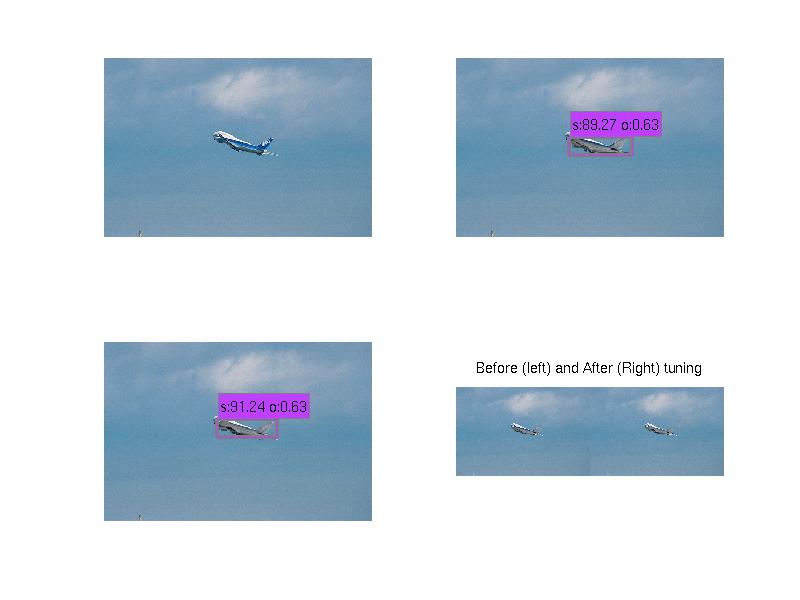 s:89.27 o:0.63
s:91.24 o:0.63
Before (left) and After (Right) tuning